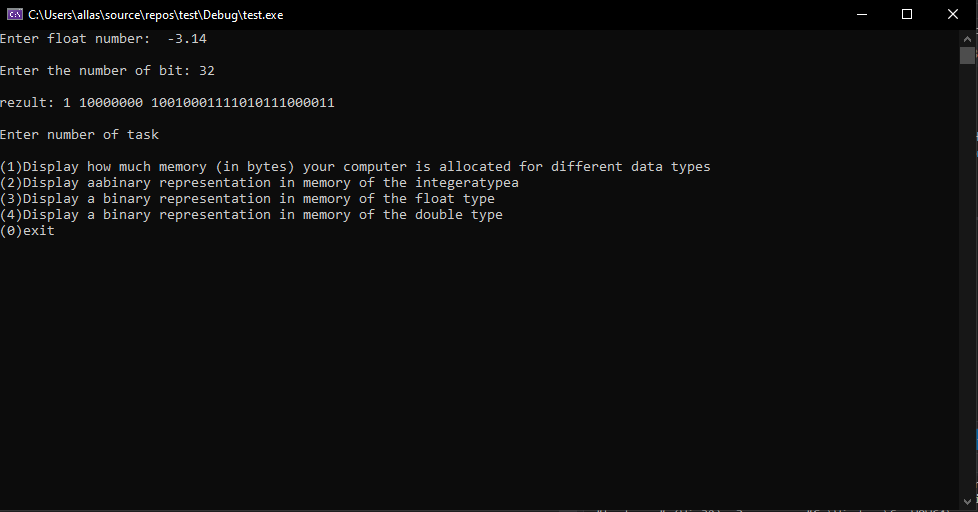 C:\Users\allas\source\repos\test\Debug\test.exe
Enter float number:  -3.14
Enter the number of bit: 32
rezult: 1 10000000 10010001111010111000011
Enter number of task
(1)Display how much memory (in bytes) your computer is allocated for different data types
(2)Display aabinary representation in memory of the integeratypea
(3)Display a binary representation in memory of the float type
(4)Display a binary representation in memory of the double type
(0)exit